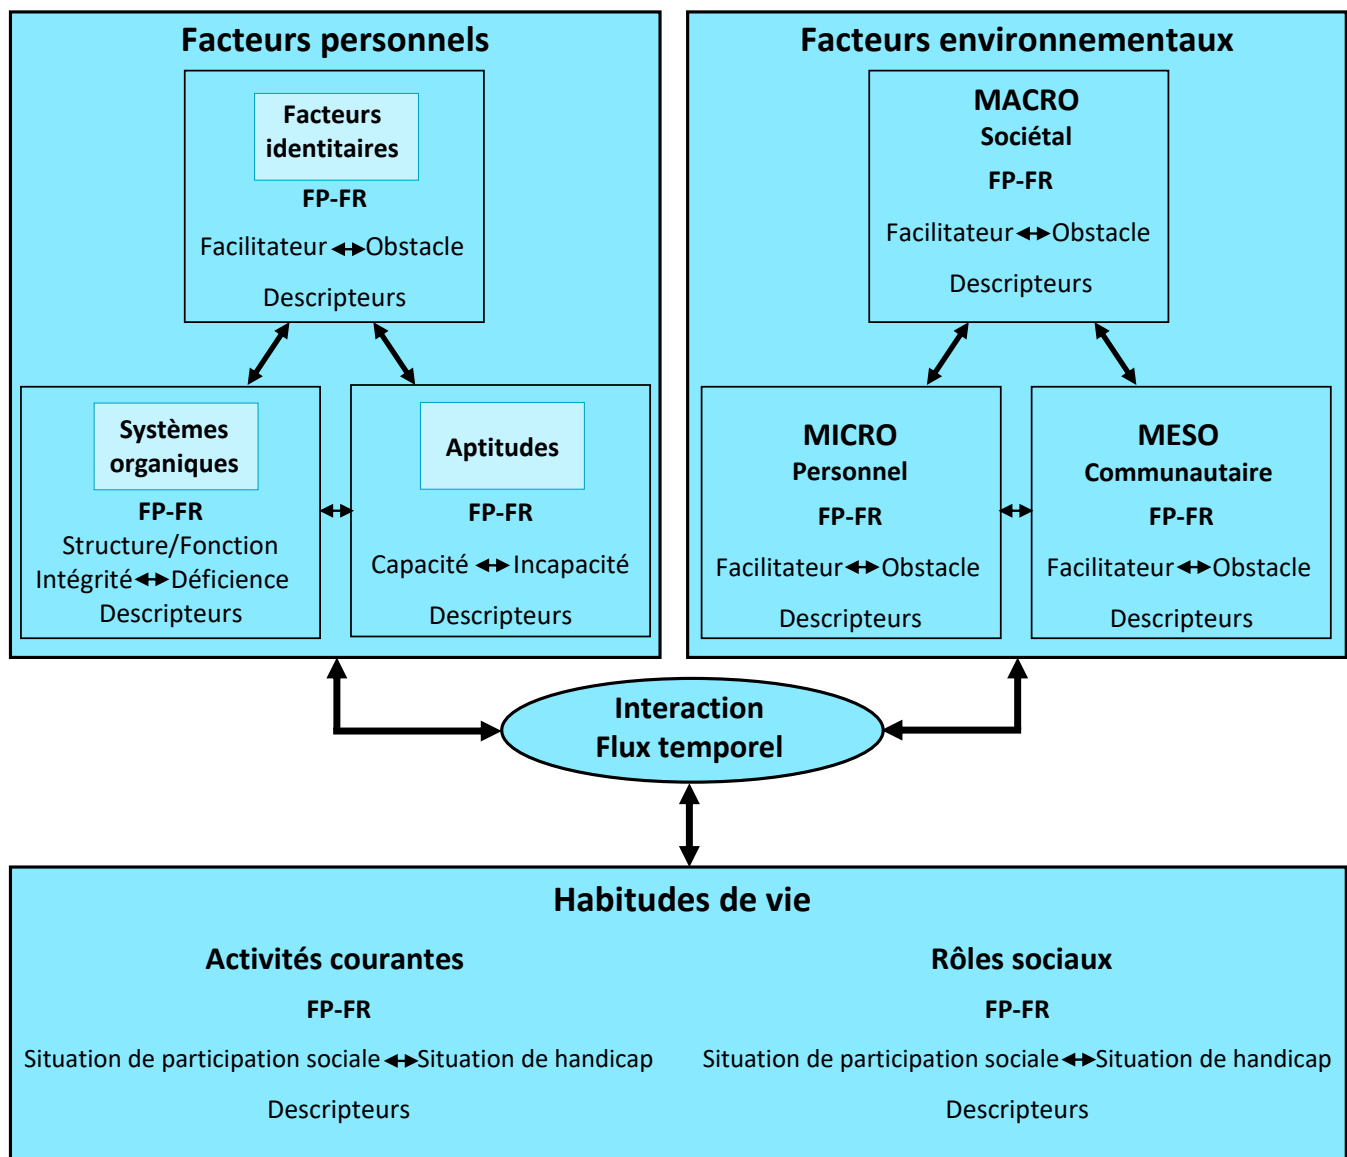 Facteurs personnels
Facteurs
identitaires
FP-FR
Facilitateur Obstacle
Descripteurs
Systèmes
organiques
FP-FR
Structure/Fonction
Intégrité Déficience
Descripteurs
Aptitudes
FP-FR
Capacité Incapacité
Descripteurs
Facteurs environnementaux
MACRO
Sociétal
FP-FR
Facilitateur Obstacle
Descripteurs
MICRO
Personnel
FP-FR
Facilitateur Obstacle
Descripteurs
MESO
Communautaire
FP-FR
Facilitateur Obstacle
Descripteurs
Interaction
Flux temporel
Habitudes de vie
Activités courantes
FP-FR
Situation de participation sociale Situation de handicap
Descripteurs
Rôles sociaux
FP-FR
Situation de participation sociale Situation de handicap
Descripteurs